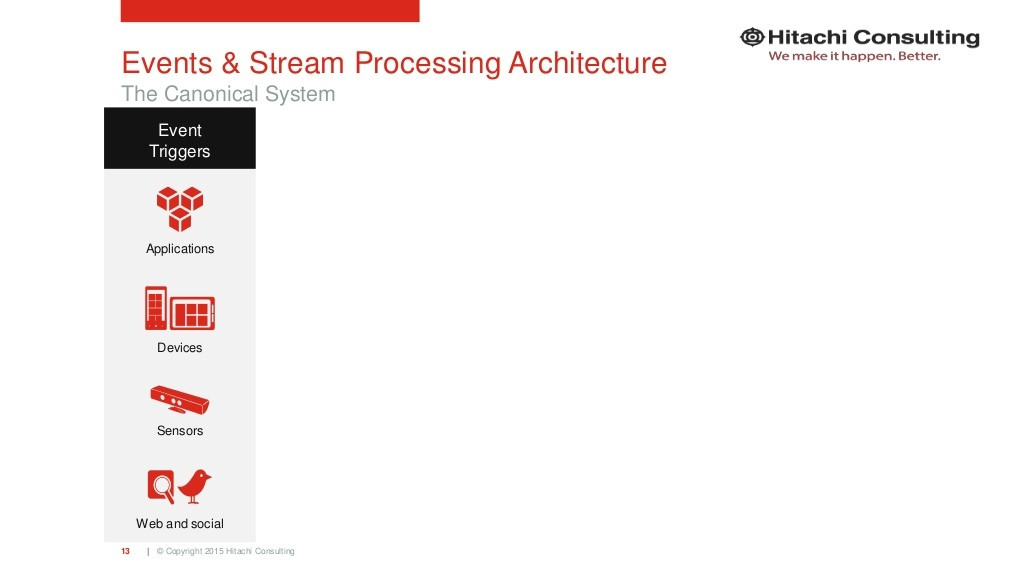 Hitachi Consulting
We make it happen. Better.
Events & Stream Processing Architecture
The Canonical System
Event
Triggers
Applications
Devices
Sensors
Web and social
13 | © Copyright 2015 Hitachi Consulting